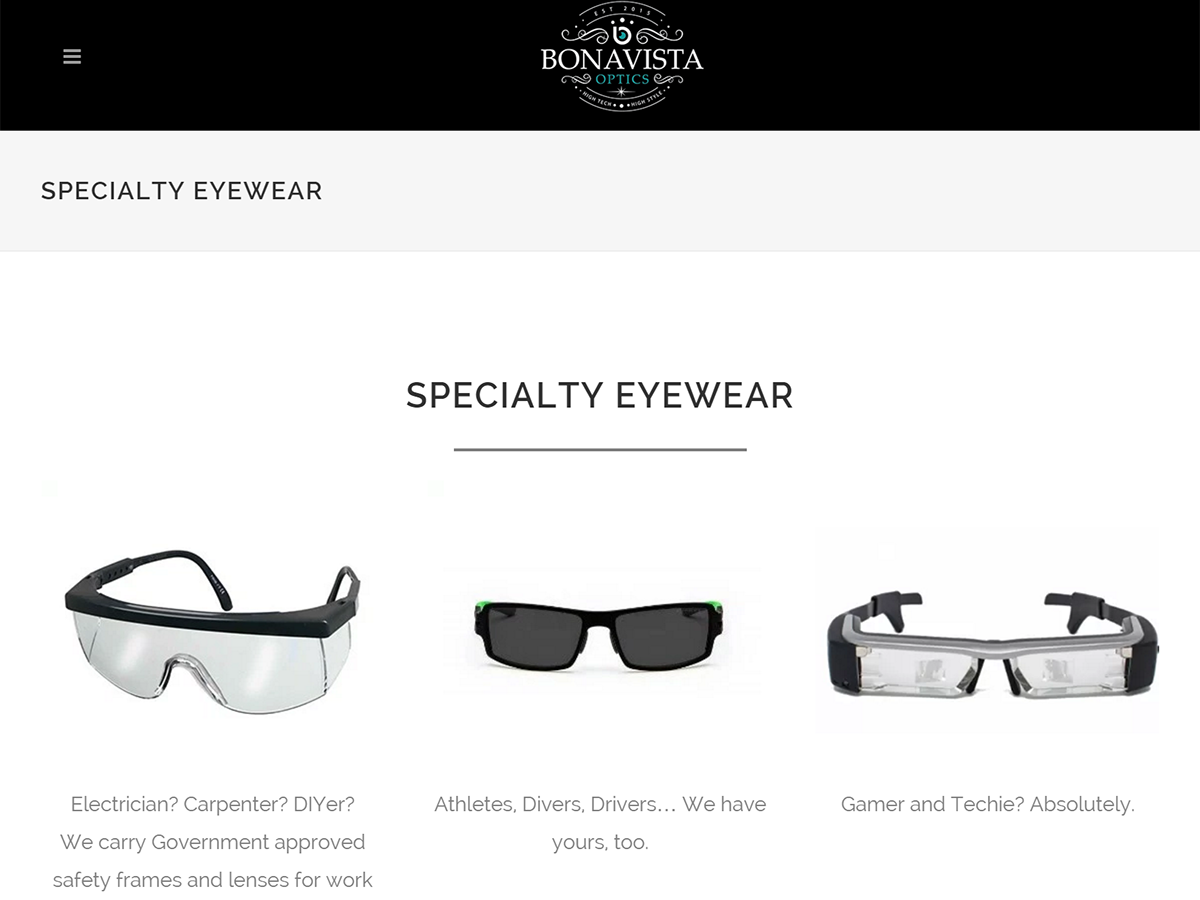 EST. 2015
BONAVISTA
OPTICS
HIGH TECH HIGH STYLE
SPECIALTY EYEWEAR
SPECIALTY EYEWEAR
Electrician? Carpenter? DIYer?
We carry Government approved
safety frames and lenses for work
Athletes, Divers, Drivers… We have
yours, too.
Gamer and Techie? Absolutely.